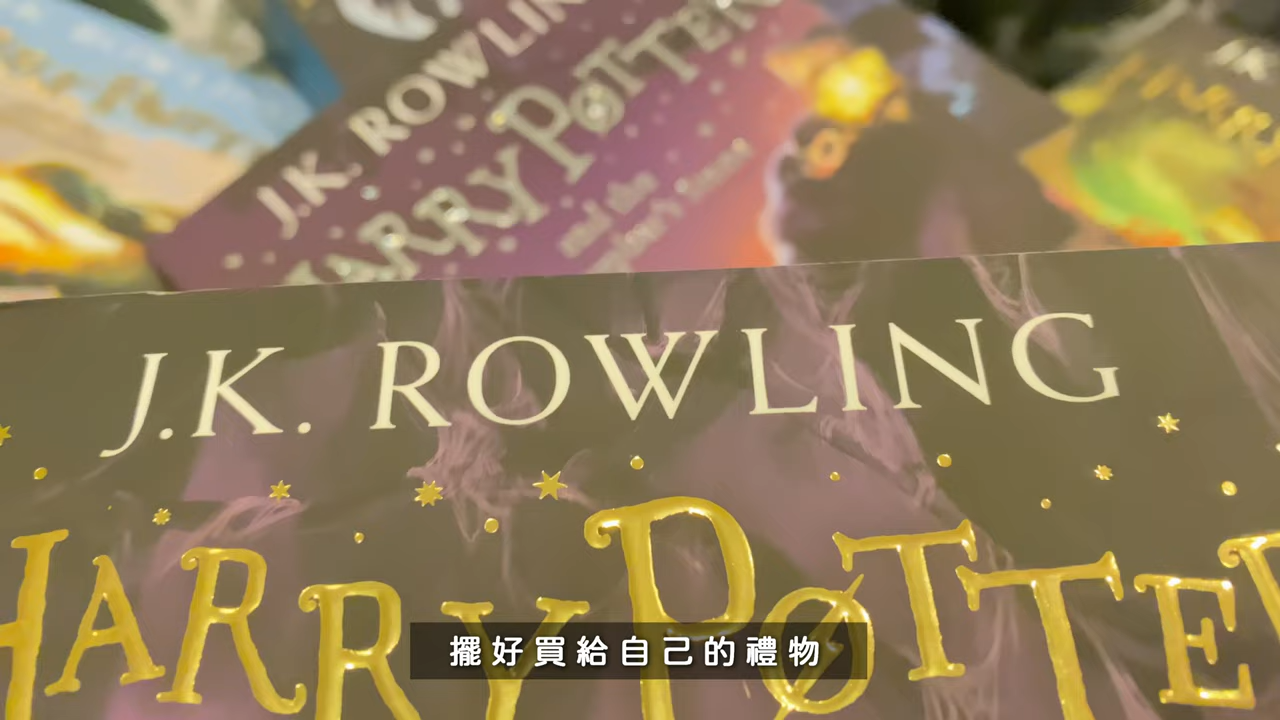 J.K. ROWLING
HARRY POTTER
and the
J.K. ROWLING
HARRY POTTER
擺好買給自己的禮物